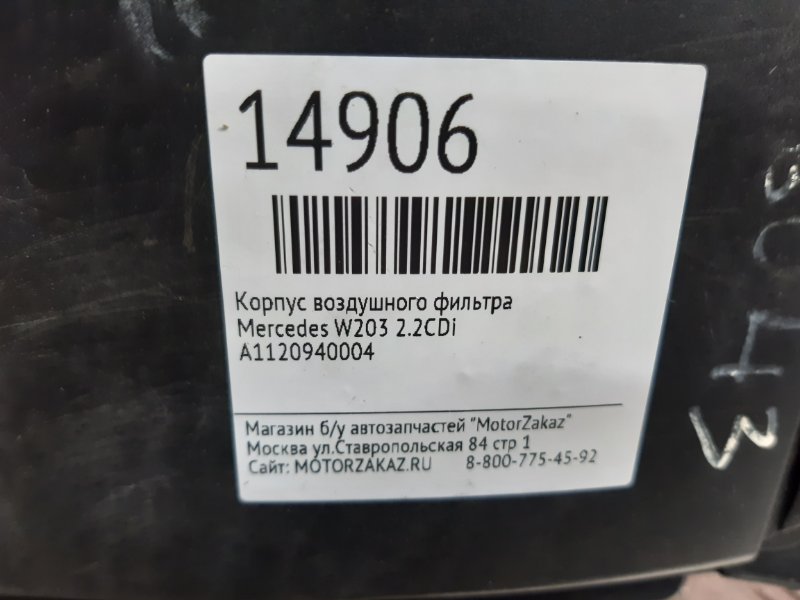 14906
Корпус воздушного фильтра
Mercedes W203 2.2CDi
A1120940004
Магазин б/у автозапчастей "MotorZakaz"
Москва ул.Ставропольская 84 стр 1
Сайт: MOTORZAKAZ.RU 8-800-775-45-92